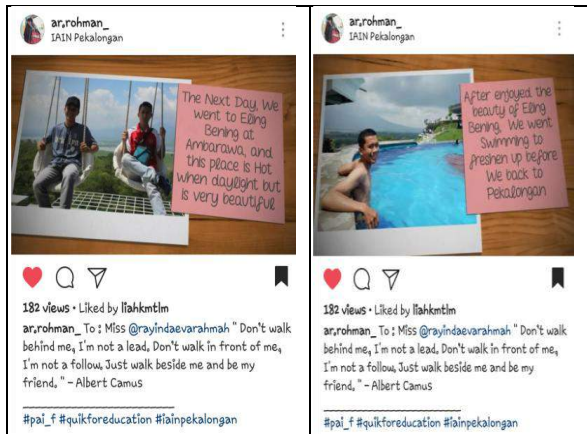 ar.rohman_
IAIN Pekalongan
The Next Day, We
went to Eling
Bening at
Ambarawa, and
this place is Hot
when daylight but
is very beautiful
182 views • Liked by liahkmtlm
ar.rohman_ To : Miss @rayindaevarahmah " Don't walk
behind me, I'm not a lead, Don't walk in front of me,
I'm not a follow, Just walk beside me and be my
friend, " – Albert Camus
#pai_f #quikforeducation #iainpekalongan
ar.rohman_
IAIN Pekalongan
After enjoyed the
beauty of Eling
Bening, We went
Swimming to
freshen up before
We back to
Pekalongan
182 views • Liked by liahkmtlm
ar.rohman_ To : Miss @rayindaevarahmah " Don't walk
behind me, I'm not a lead, Don't walk in front of me,
I'm not a follow, Just walk beside me and be my
friend, " – Albert Camus
#pai_f #quikforeducation #iainpekalongan